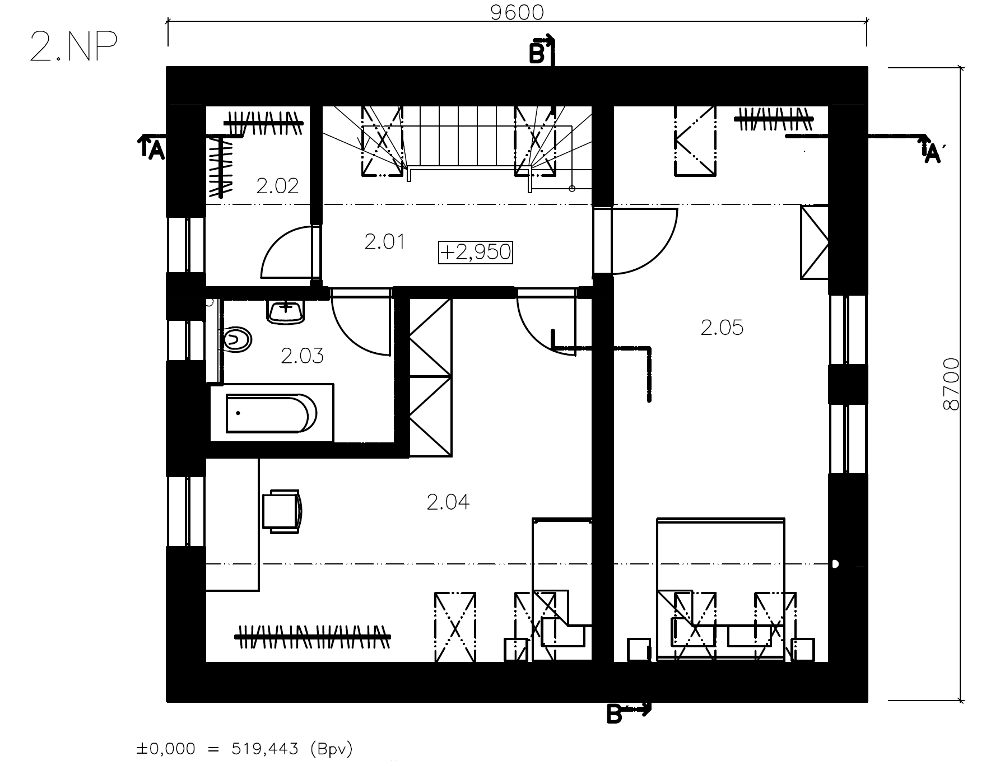 9600
2.NP
B
A
A´
2.02
2.01
+2,950
2.05
2.03
8700
2.04
B´
±0,000 = 519,443 (Bpv)